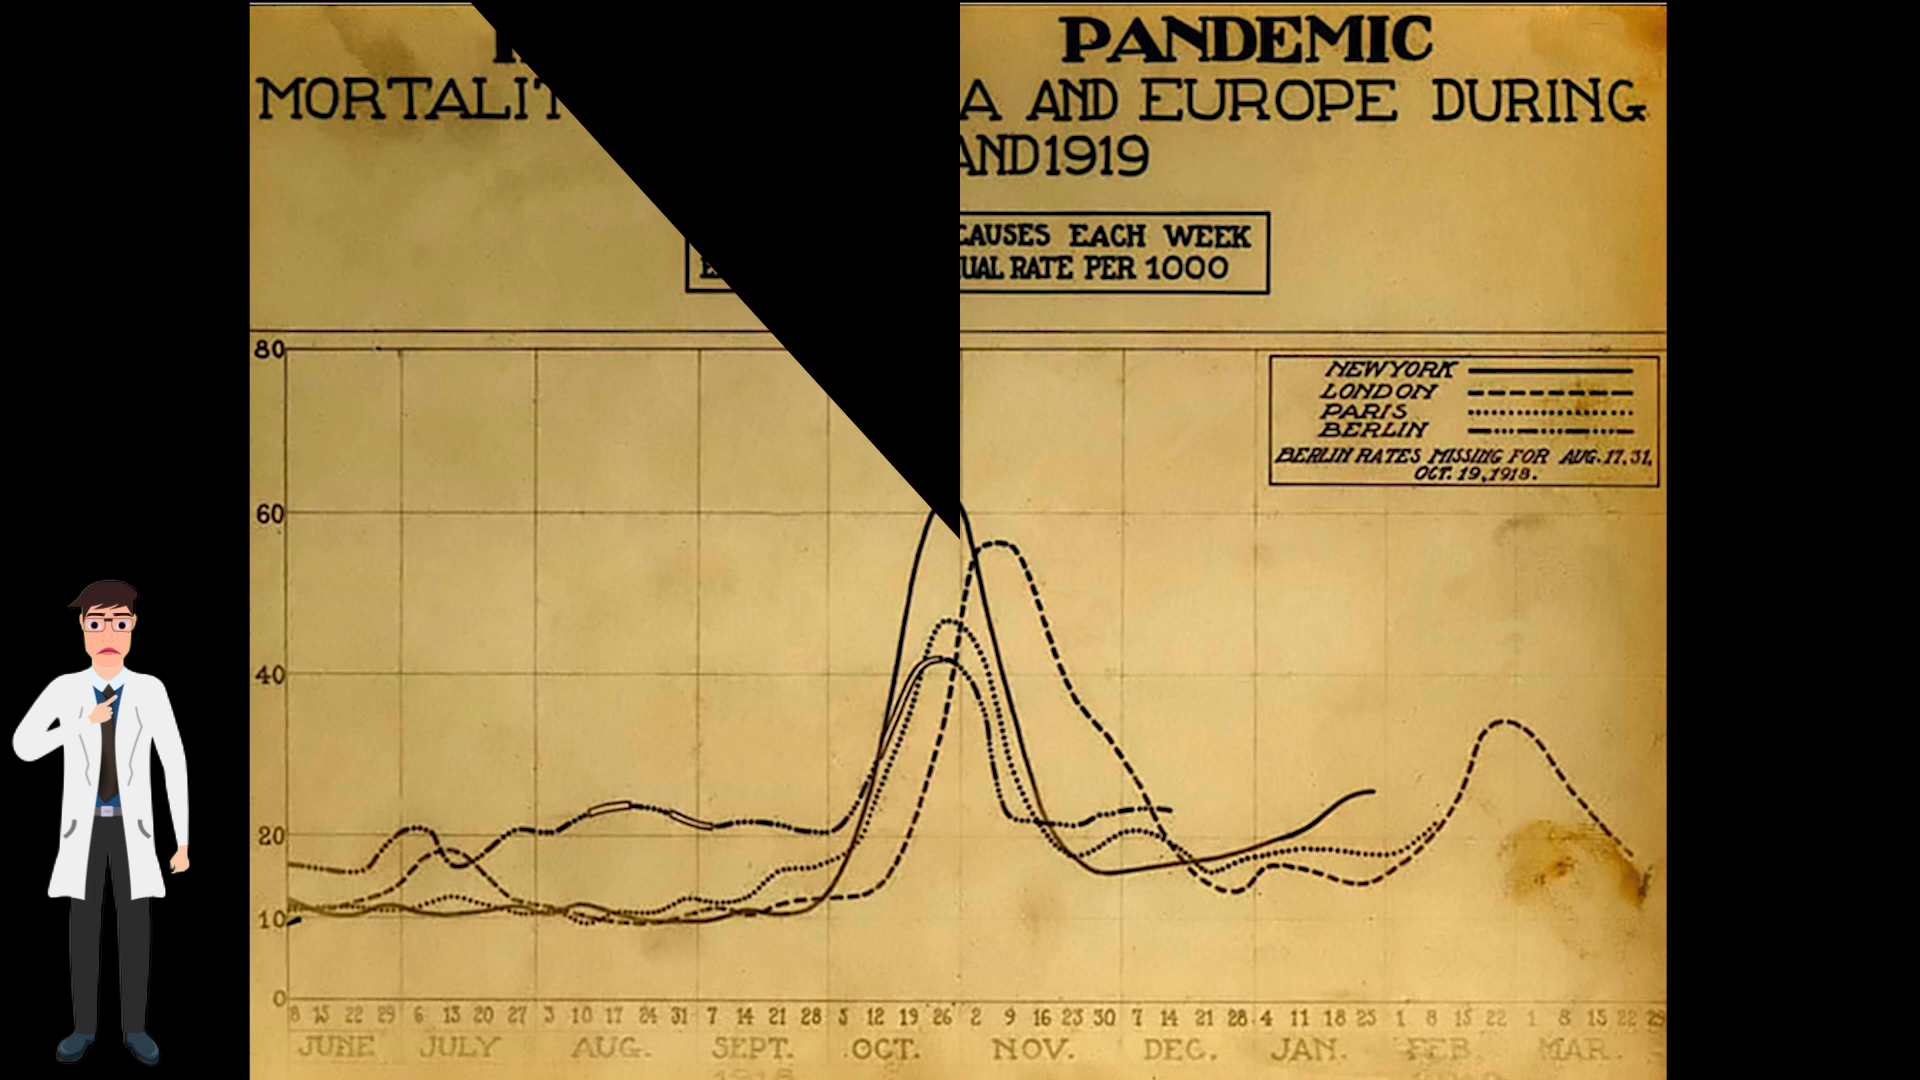 PANDEMIC
MORTALIT A AND EUROPE DURING
AND 1919
CAUSES EACH WEEK
UAL RATE PER 1000
NEW YORK
LONDON
PARIS
BERLIN
BERLIN RATES MISSING FOR AUG. 17, 31,
OCT. 19, 1918.
80
60
40
20
10
0
8 15 22 29 6 13 20 27 3 10 17 24 31 7 14 21 28 5 12 19 26 2 9 16 23 30 7 14 21 28 4 11 18 25 1 8 15 22 1 8 15 22 29
JUNE JULY AUG. SEPT. OCT. NOV. DEC. JAN. FEB. MAR.